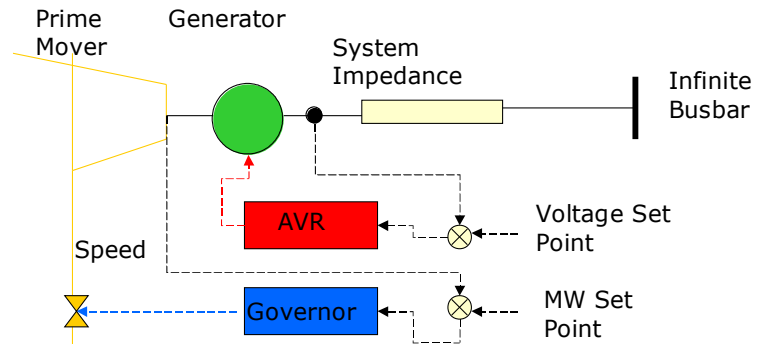 Prime
Mover
Generator
System
Impedance
Infinite
Busbar
AVR
Voltage Set
Point
Speed
Governor
MW Set
Point